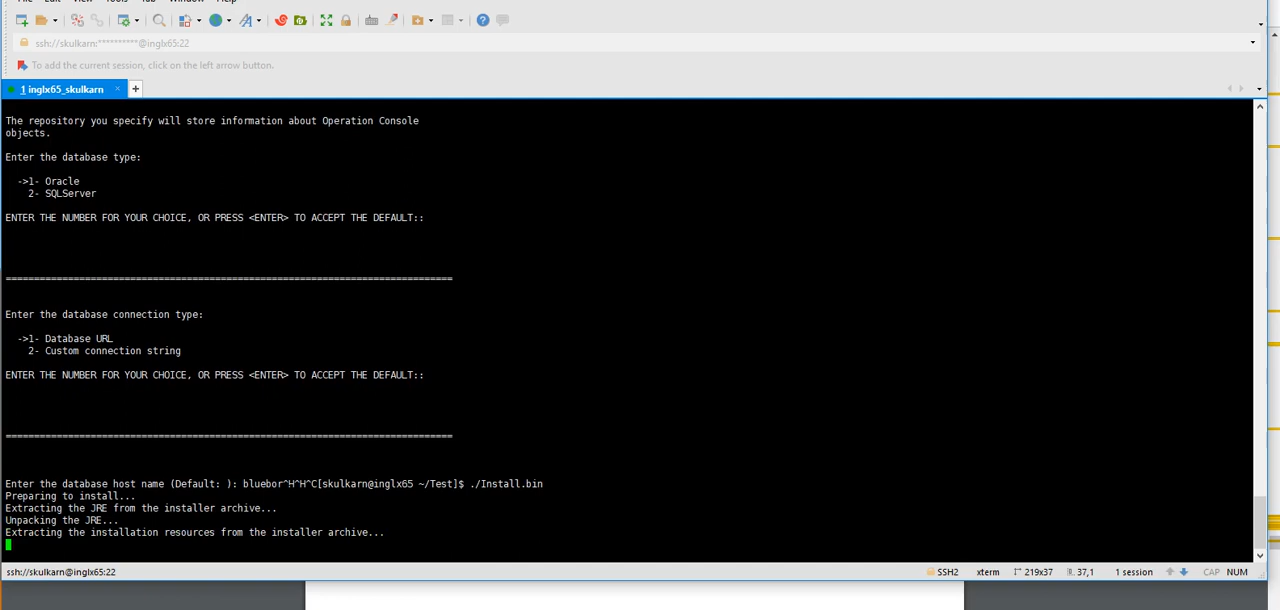 ssh://skulkarn:**********@inglx65:22
To add the current session, click on the left arrow button.
1 inglx65_skulkarn × +
The repository you specify will store information about Operation Console
objects.
Enter the database type:
->1- Oracle
2- SQLServer
ENTER THE NUMBER FOR YOUR CHOICE, OR PRESS <ENTER> TO ACCEPT THE DEFAULT::
===============================================================================
Enter the database connection type:
->1- Database URL
2- Custom connection string
ENTER THE NUMBER FOR YOUR CHOICE, OR PRESS <ENTER> TO ACCEPT THE DEFAULT::
===============================================================================
Enter the database host name (Default: ): bluebor^H^H^C[skulkarn@inglx65 ~/Test]$ ./Install.bin
Preparing to install...
Extracting the JRE from the installer archive...
Unpacking the JRE...
Extracting the installation resources from the installer archive...
ssh://skulkarn@inglx65:22 SSH2 xterm 219x37 37,1 1 session CAP NUM